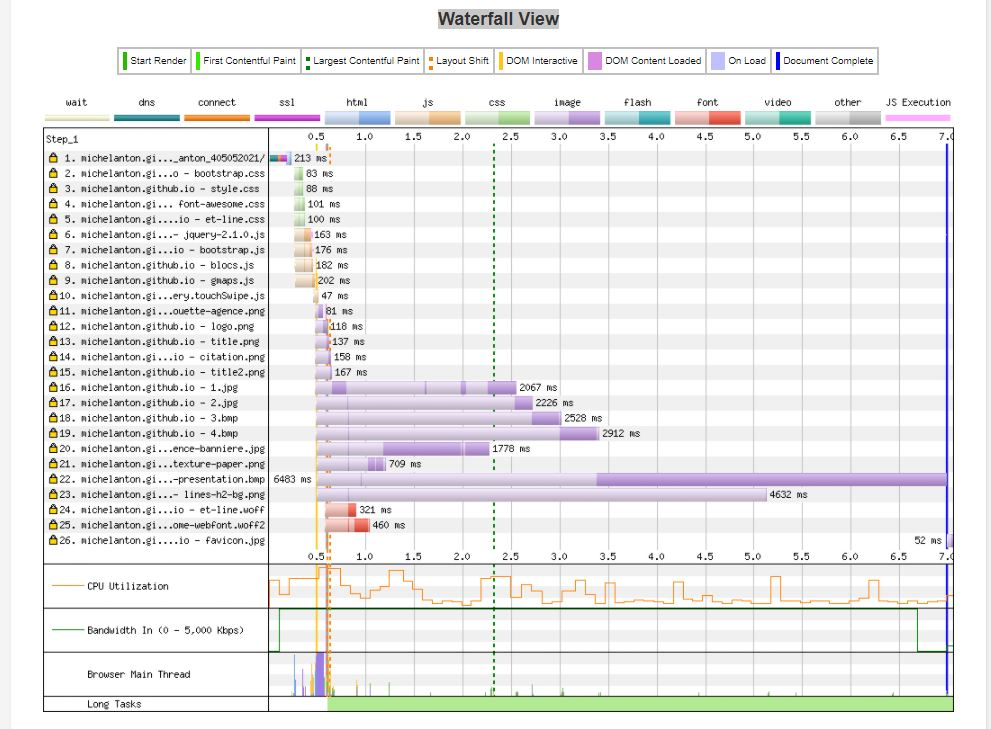 Waterfall View
Start Render First Contentful Paint Largest Contentful Paint Layout Shift DOM Interactive DOM Content Loaded On Load Document Complete
wait dns connect ssl html js css image flash font video other JS Execution
Step_1 0.5 1.0 1.5 2.0 2.5 3.0 3.5 4.0 4.5 5.0 5.5 6.0 6.5 7.0
1. michelanton.gi..._anton_405052021/ 213 ms
2. michelanton.gi...o - bootstrap.css 83 ms
3. michelanton.github.io - style.css 88 ms
4. michelanton.gi... font-awesome.css 101 ms
5. michelanton.gi....io - et-line.css 100 ms
6. michelanton.gi...- jquery-2.1.0.js 163 ms
7. michelanton.gi...io - bootstrap.js 176 ms
8. michelanton.github.io - blocs.js 182 ms
9. michelanton.github.io - gmaps.js 202 ms
10. michelanton.gi...ery.touchSwipe.js 47 ms
11. michelanton.gi...ouette-agence.png 81 ms
12. michelanton.github.io - logo.png 118 ms
13. michelanton.github.io - title.png 137 ms
14. michelanton.gi...io - citation.png 158 ms
15. michelanton.github.io - title2.png 167 ms
16. michelanton.github.io - 1.jpg 2067 ms
17. michelanton.github.io - 2.jpg 2226 ms
18. michelanton.github.io - 3.bmp 2528 ms
19. michelanton.github.io - 4.bmp 2912 ms
20. michelanton.gi...ence-banniere.jpg 1778 ms
21. michelanton.gi...texture-paper.png 709 ms
22. michelanton.gi...-presentation.bmp 6483 ms
23. michelanton.gi...- lines-h2-bg.png 4632 ms
24. michelanton.gi...io - et-line.woff 321 ms
25. michelanton.gi...ome-webfont.woff2 460 ms
26. michelanton.gi....io - favicon.jpg 52 ms
0.5 1.0 1.5 2.0 2.5 3.0 3.5 4.0 4.5 5.0 5.5 6.0 6.5 7.0
CPU Utilization
Bandwidth In (0 - 5,000 Kbps)
Browser Main Thread
Long Tasks